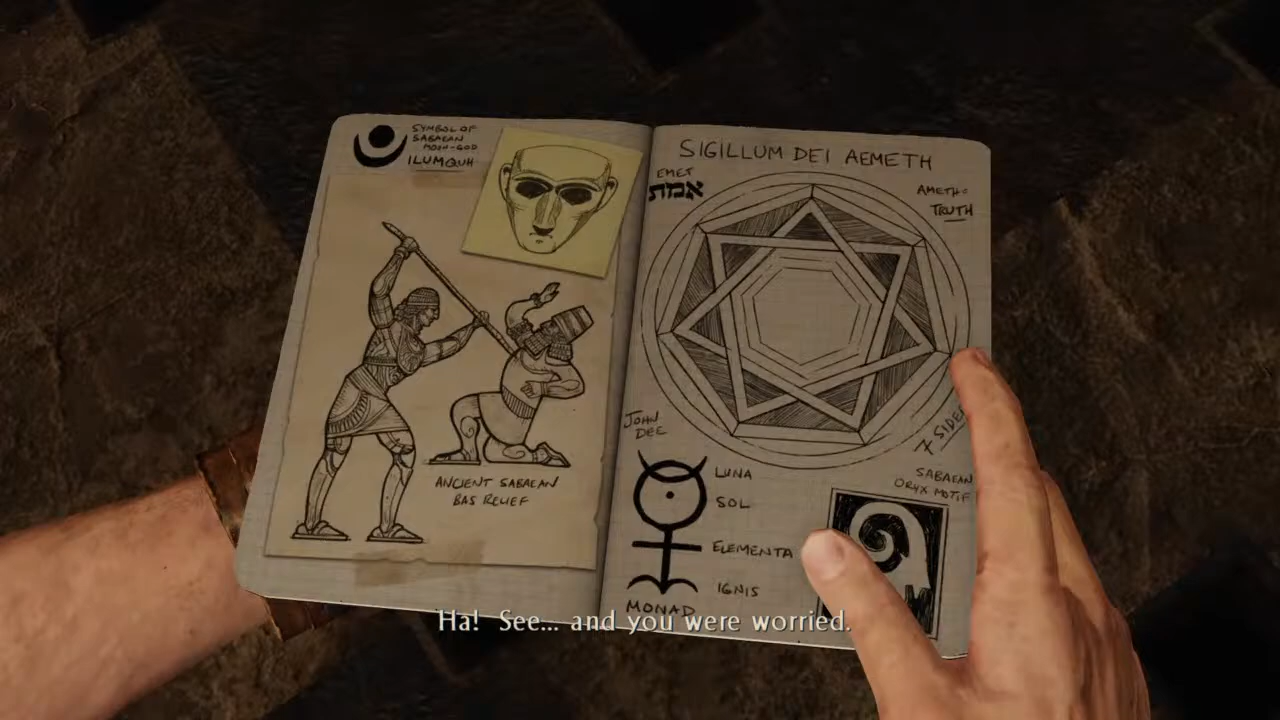 SYMBOL OF
SABAEAN
MOON-GOD
ILUMQUH
ANCIENT SABAEAN
BAS RELIEF
SIGILLUM DEI AEMETH
EMET
אמת
AMETH=
TRUTH
7 SIDES
JOHN
DEE
LUNA
SOL
ELEMENTA
IGNIS
MONAD
SABAEAN
ORYX MOTIF
Ha! See... and you were worried.